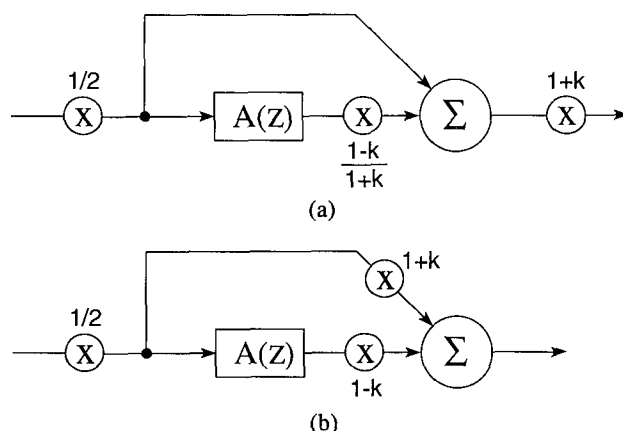 1/2
X
A(Z)
X
1-k
1+k
Σ
1+k
X
(a)
1/2
X
A(Z)
X
1-k
X
1+k
Σ
(b)